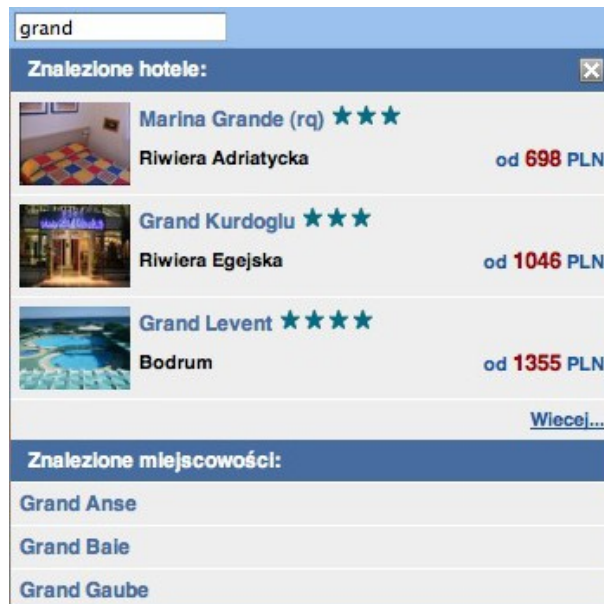 grand
Znalezione hotele:
Marina Grande (rq) ★★★
Riwiera Adriatycka od 698 PLN
Grand Kurdoglu ★★★
Riwiera Egejska od 1046 PLN
Grand Levent ★★★★
Bodrum od 1355 PLN
Wiecej...
Znalezione miejscowości:
Grand Anse
Grand Baie
Grand Gaube